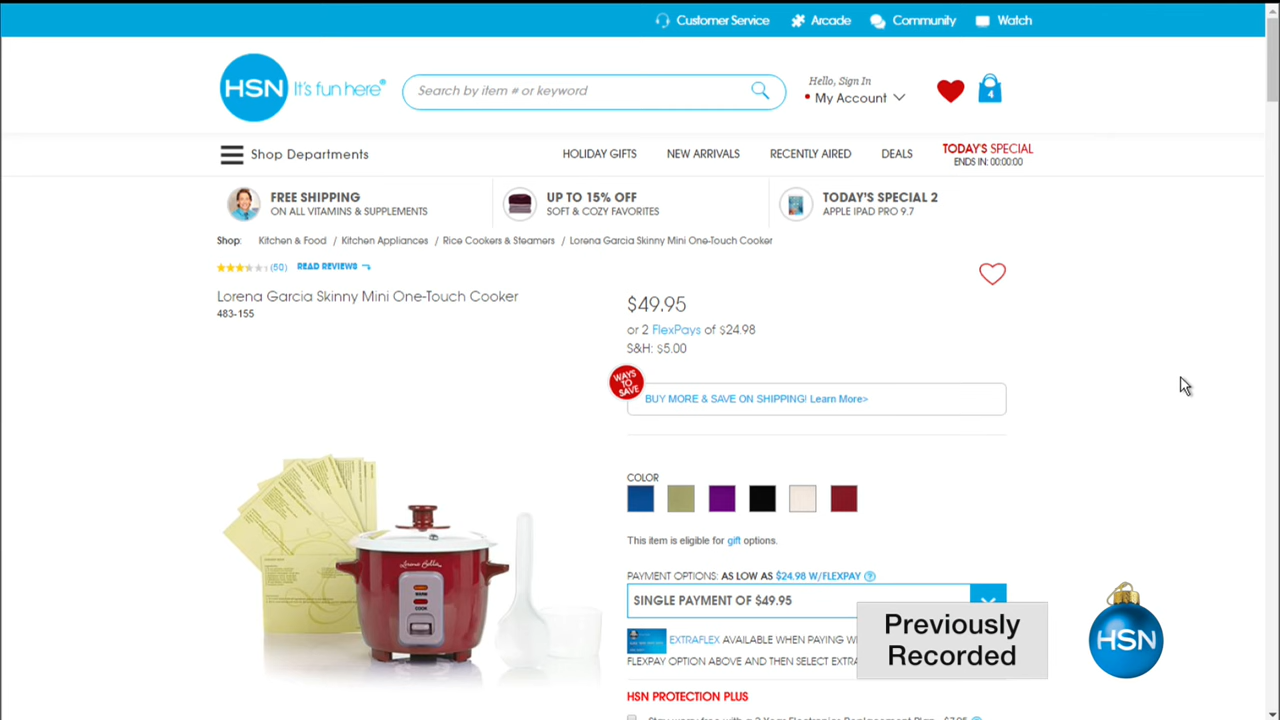 Customer Service Arcade Community Watch
HSN It's fun here®
Search by item # or keyword
Hello, Sign In
My Account
4
Shop Departments
HOLIDAY GIFTS NEW ARRIVALS RECENTLY AIRED DEALS
TODAY'S SPECIAL
ENDS IN: 00:00:00
FREE SHIPPING
ON ALL VITAMINS & SUPPLEMENTS
UP TO 15% OFF
SOFT & COZY FAVORITES
TODAY'S SPECIAL 2
APPLE IPAD PRO 9.7
Shop: Kitchen & Food / Kitchen Appliances / Rice Cookers & Steamers / Lorena Garcia Skinny Mini One-Touch Cooker
(50) READ REVIEWS
Lorena Garcia Skinny Mini One-Touch Cooker
483-155
$49.95
or 2 FlexPays of $24.98
S&H: $5.00
WAYS
TO
SAVE
BUY MORE & SAVE ON SHIPPING! Learn More>
COLOR
This item is eligible for gift options.
PAYMENT OPTIONS: AS LOW AS $24.98 W/FLEXPAY ?
SINGLE PAYMENT OF $49.95
EXTRAFLEX AVAILABLE WHEN PAYING
FLEXPAY OPTION ABOVE AND THEN SELECT
HSN PROTECTION PLUS
WARM
COOK
Previously
Recorded
HSN